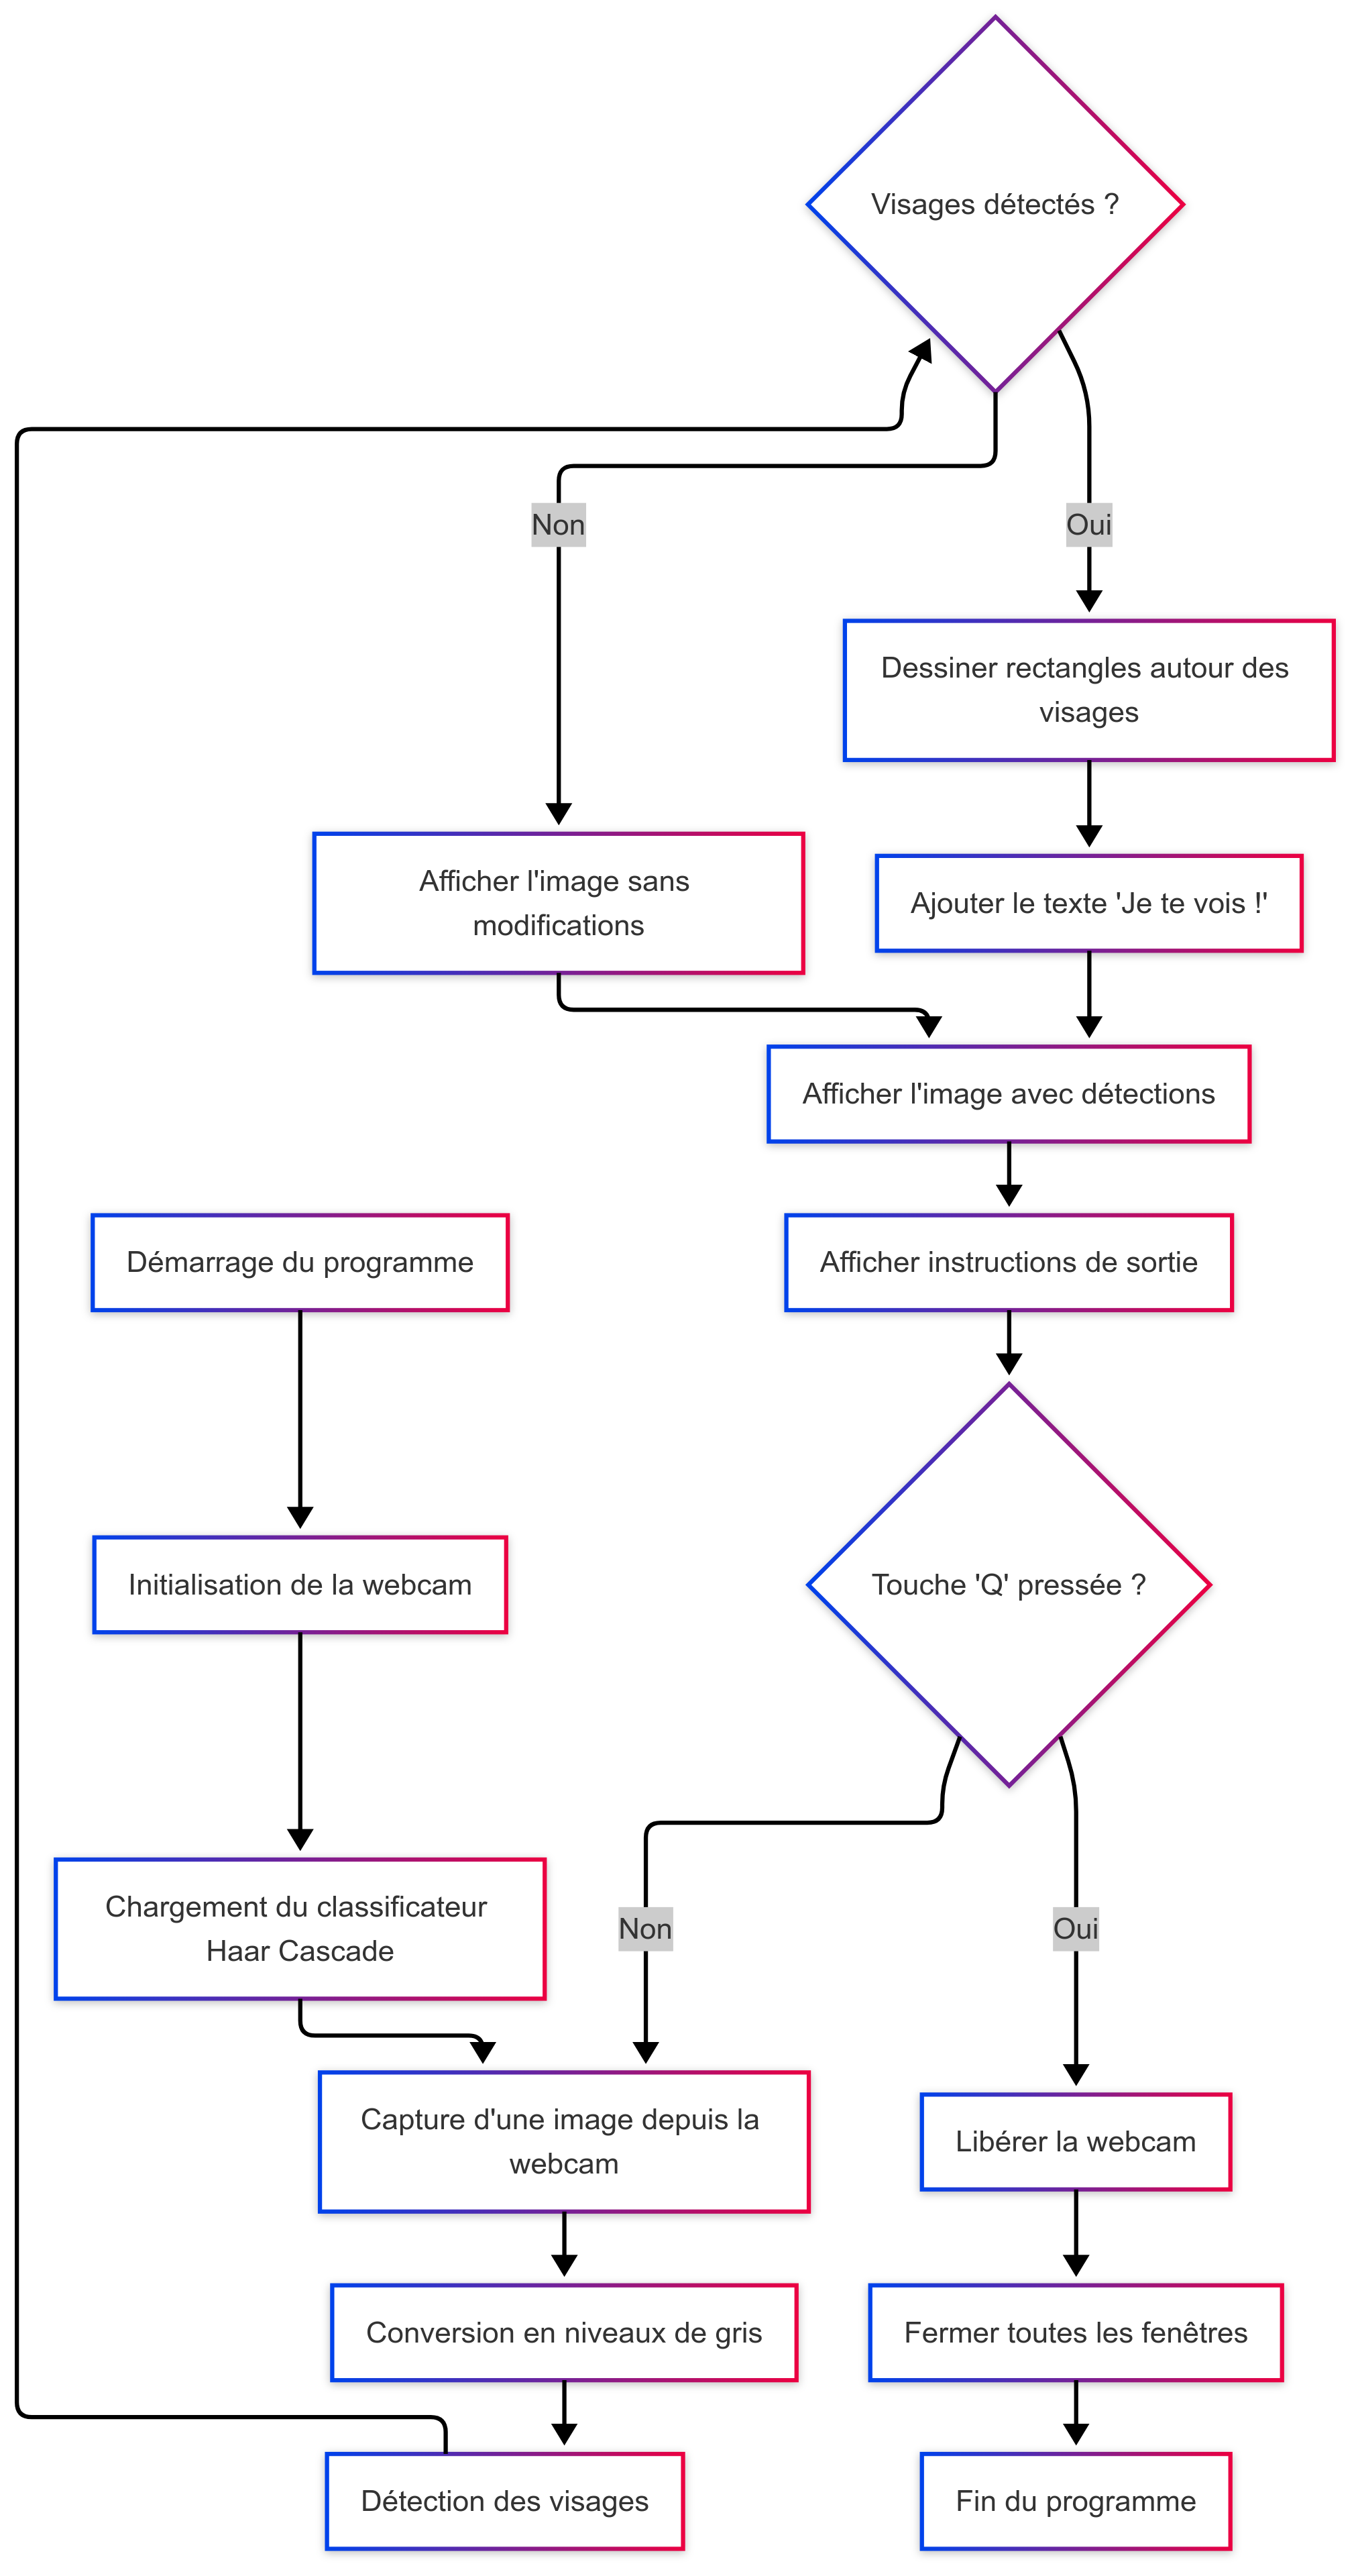 Visages détectés ?
Non
Oui
Dessiner rectangles autour des
visages
Afficher l'image sans
modifications
Ajouter le texte 'Je te vois !'
Afficher l'image avec détections
Démarrage du programme
Afficher instructions de sortie
Initialisation de la webcam
Touche 'Q' pressée ?
Chargement du classificateur
Haar Cascade
Non
Oui
Capture d'une image depuis la
webcam
Libérer la webcam
Conversion en niveaux de gris
Fermer toutes les fenêtres
Détection des visages
Fin du programme